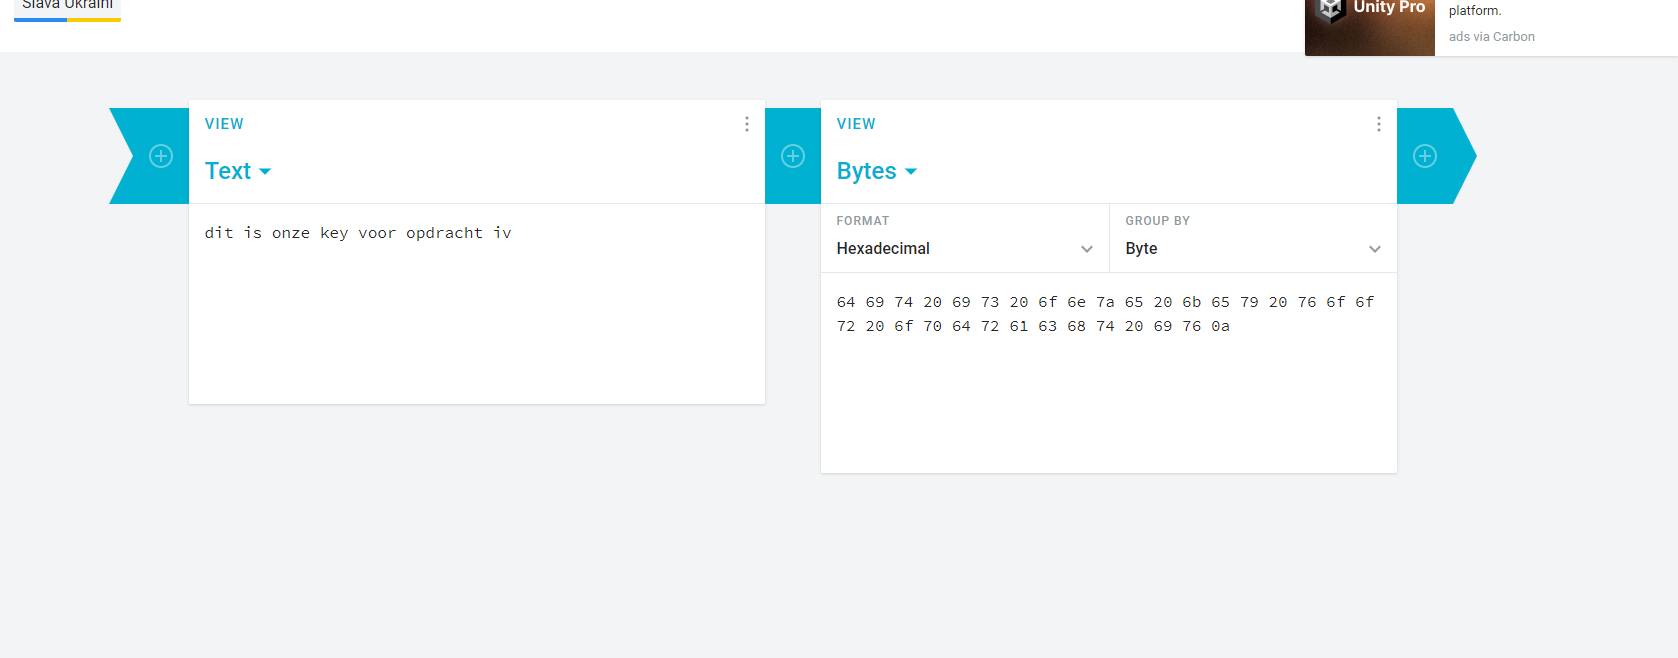 Slava Ukraini
Unity Pro
platform.
ads via Carbon
VIEW
Text
dit is onze key voor opdracht iv
VIEW
Bytes
FORMAT
Hexadecimal
GROUP BY
Byte
64 69 74 20 69 73 20 6f 6e 7a 65 20 6b 65 79 20 76 6f 6f
72 20 6f 70 64 72 61 63 68 74 20 69 76 0a